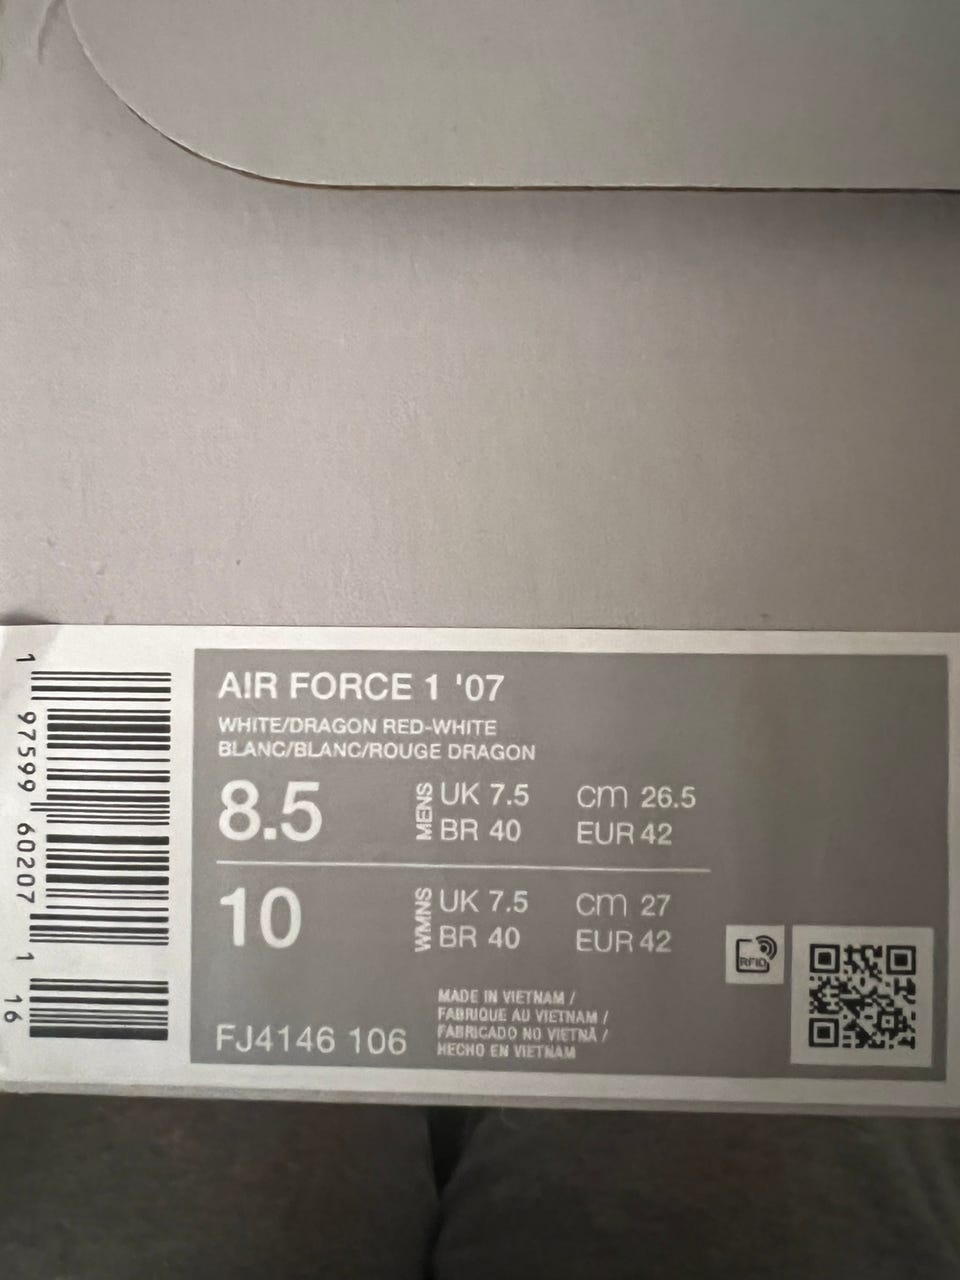 AIR FORCE 1 '07
WHITE/DRAGON RED-WHITE
BLANC/BLANC/ROUGE DRAGON
8.5 MENS UK 7.5 cm 26.5
BR 40 EUR 42
10 WMNS UK 7.5 cm 27
BR 40 EUR 42
RFID
MADE IN VIETNAM /
FABRIQUE AU VIETNAM /
FABRICADO NO VIETNÃ /
HECHO EN VIETNAM
FJ4146 106
1 97599 60207 1 16